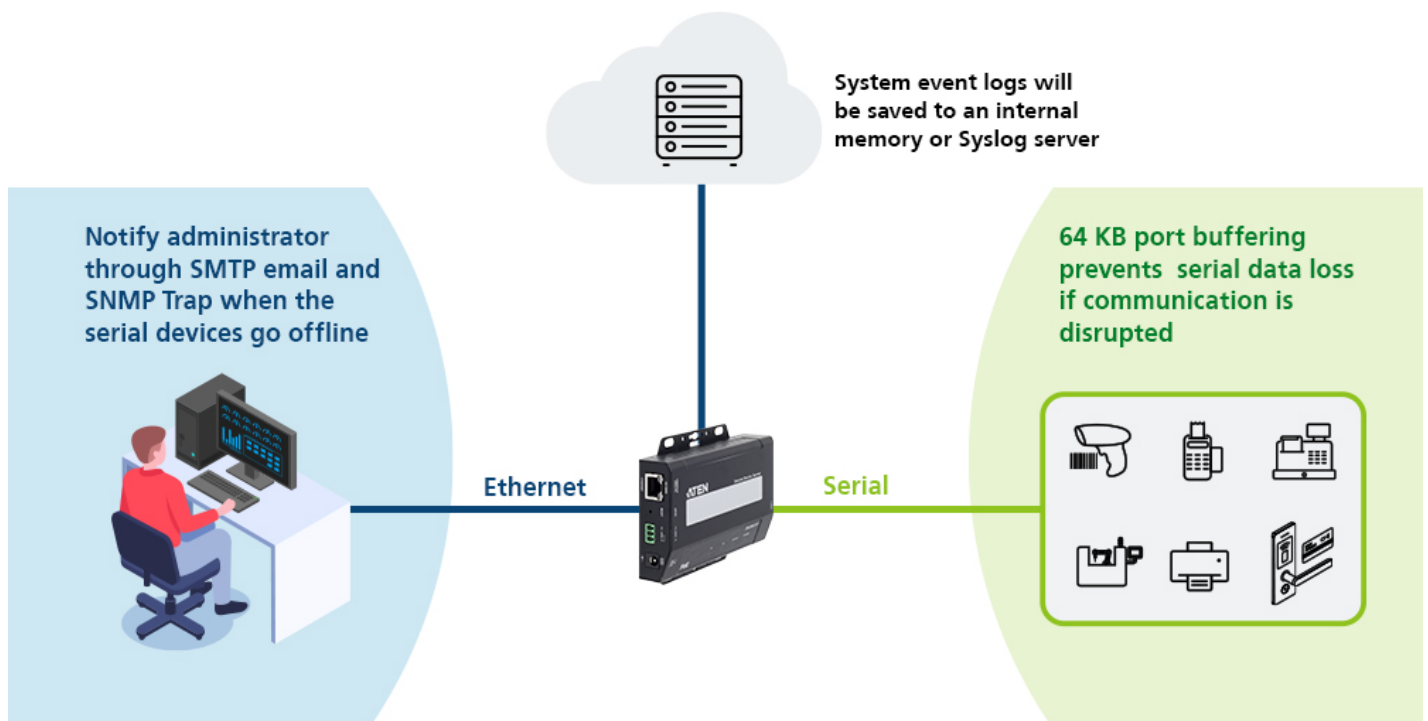 System event logs will
be saved to an internal
memory or Syslog server
Notify administrator
through SMTP email and
SNMP Trap when the
serial devices go offline
64 KB port buffering
prevents serial data loss
if communication is
disrupted
Ethernet
Serial
ATEN
PoE